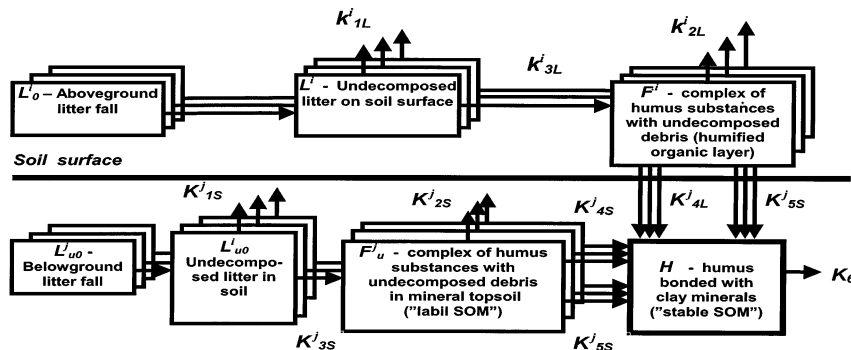 k^i_1L
k^i_2L
k^i_3L
L^i_0 – Aboveground
litter fall
L^i - Undecomposed
litter on soil surface
F^i - complex of
humus substances
with undecomposed
debris (humified
organic layer)
Soil surface
K^j_1S
K^j_2S
K^j_4S
K^j_4L
K^j_5S
L^j_u0 -
Belowground
litter fall
L^i_u0
Undecompo-
sed litter in
soil
F^j_u - complex of humus
substances with
undecomposed debris
in mineral topsoil
("labil SOM")
H - humus
bonded with
clay minerals
("stable SOM")
K^j_3S
K^j_5S